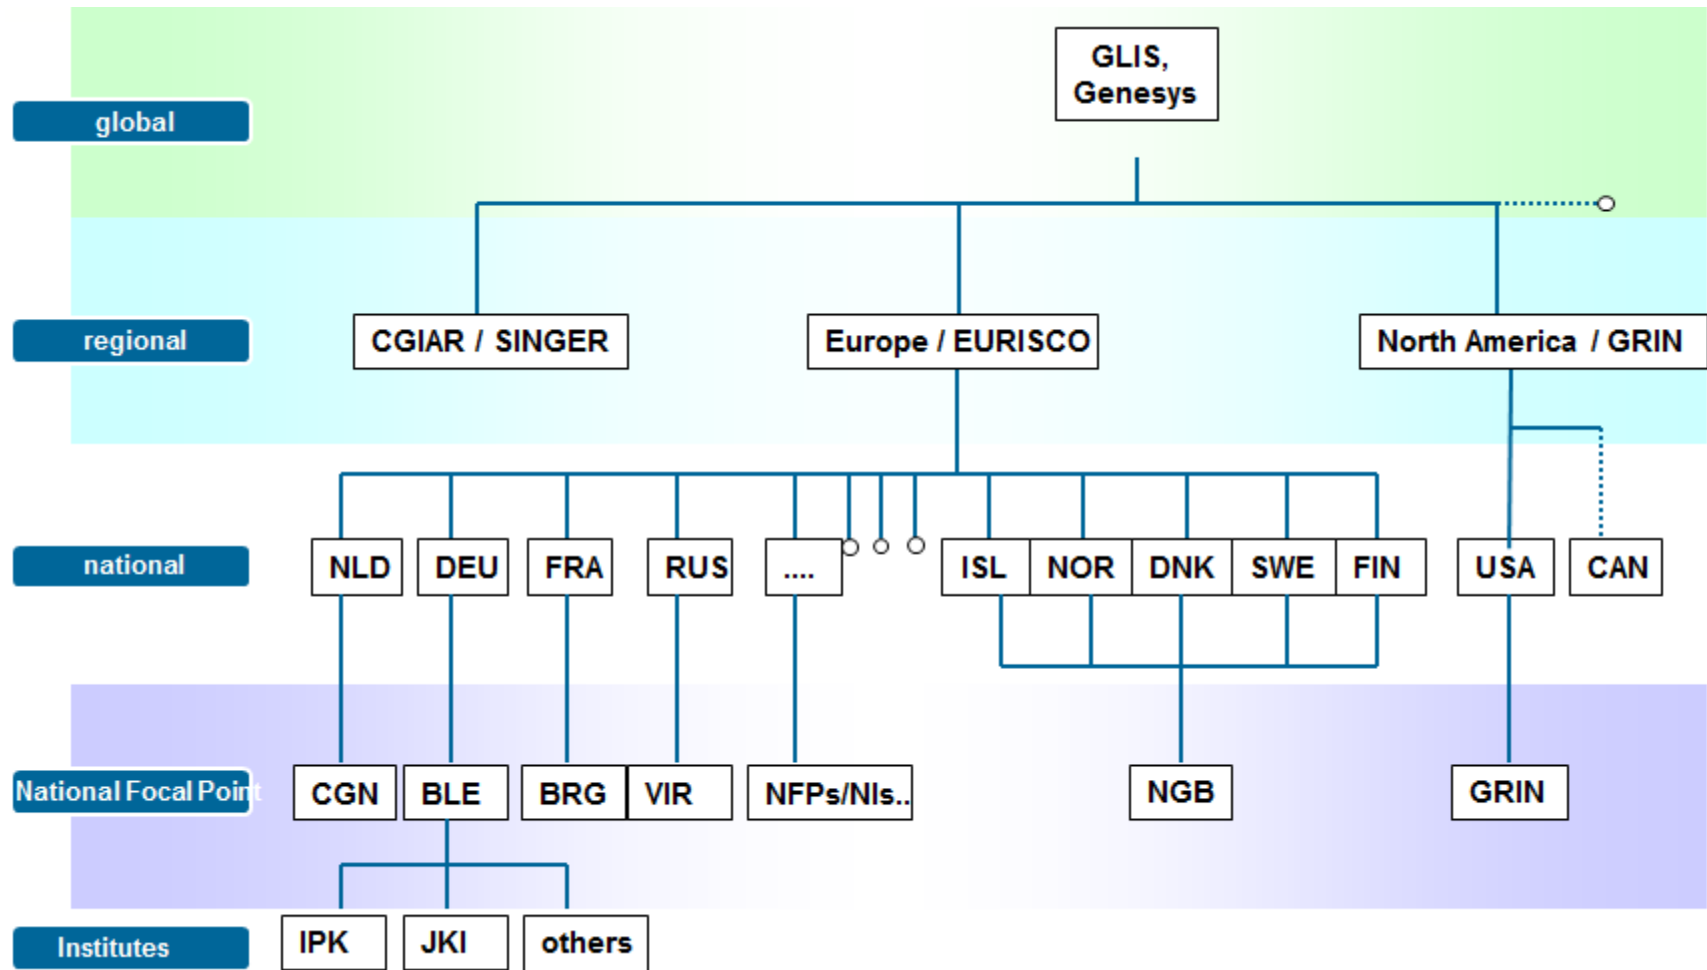 GLIS,
Genesys
global
regional
CGIAR / SINGER
Europe / EURISCO
North America / GRIN
national
NLD
DEU
FRA
RUS
....
ISL
NOR
DNK
SWE
FIN
USA
CAN
National Focal Point
CGN
BLE
BRG
VIR
NFPs/NIs..
NGB
GRIN
Institutes
IPK
JKI
others